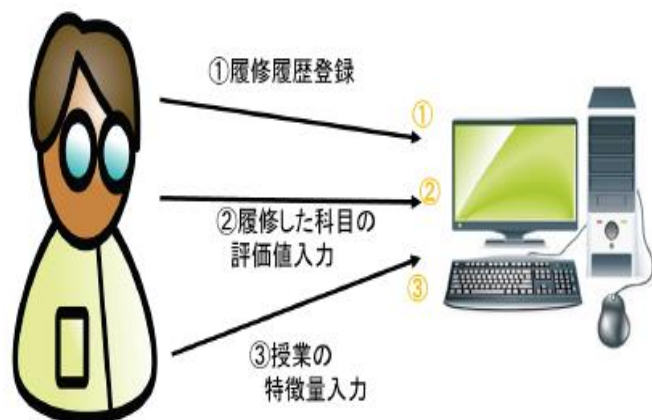 ①履修履歴登録
①
②
②履修した科目の
評価値入力
③
③授業の
特徴量入力